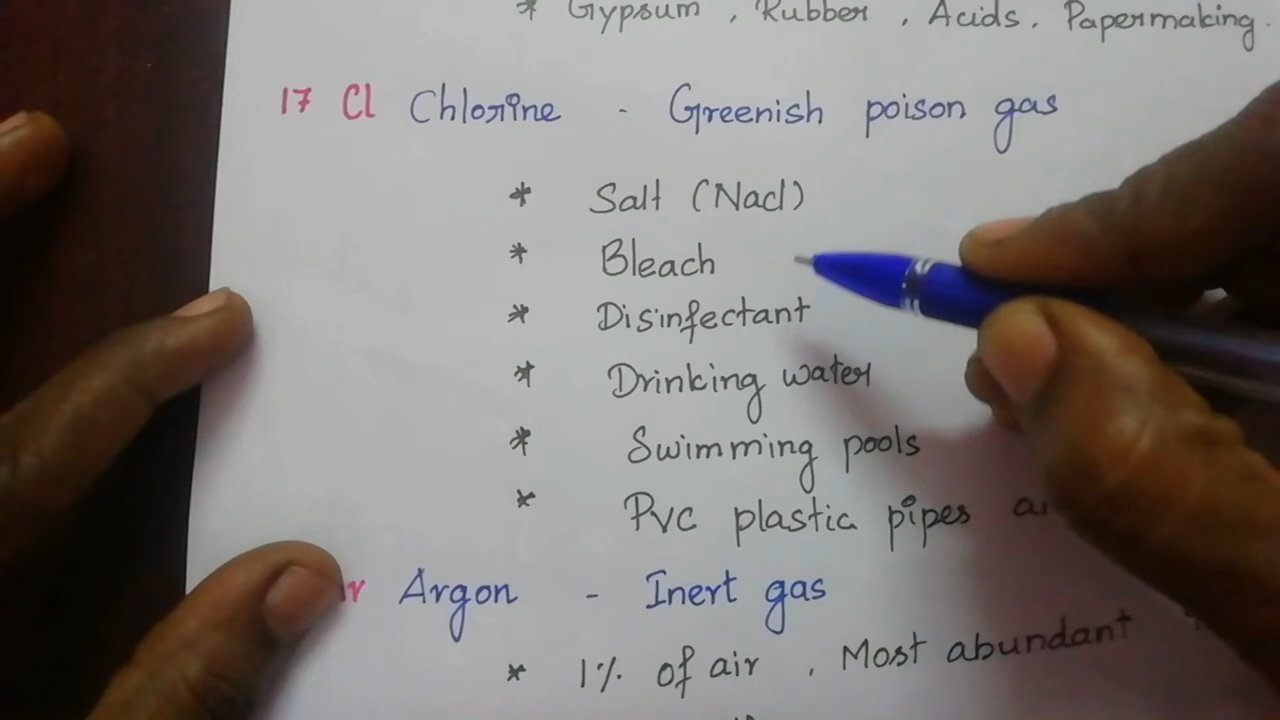 * Gypsum , Rubber , Acids . Papermaking .
17 Cl Chlorine - Greenish poison gas
* Salt (Nacl)
* Bleach
* Disinfectant
* Drinking water
* Swimming pools
* Pvc plastic pipes
Argon - Inert gas
* 1% of air , Most abundant